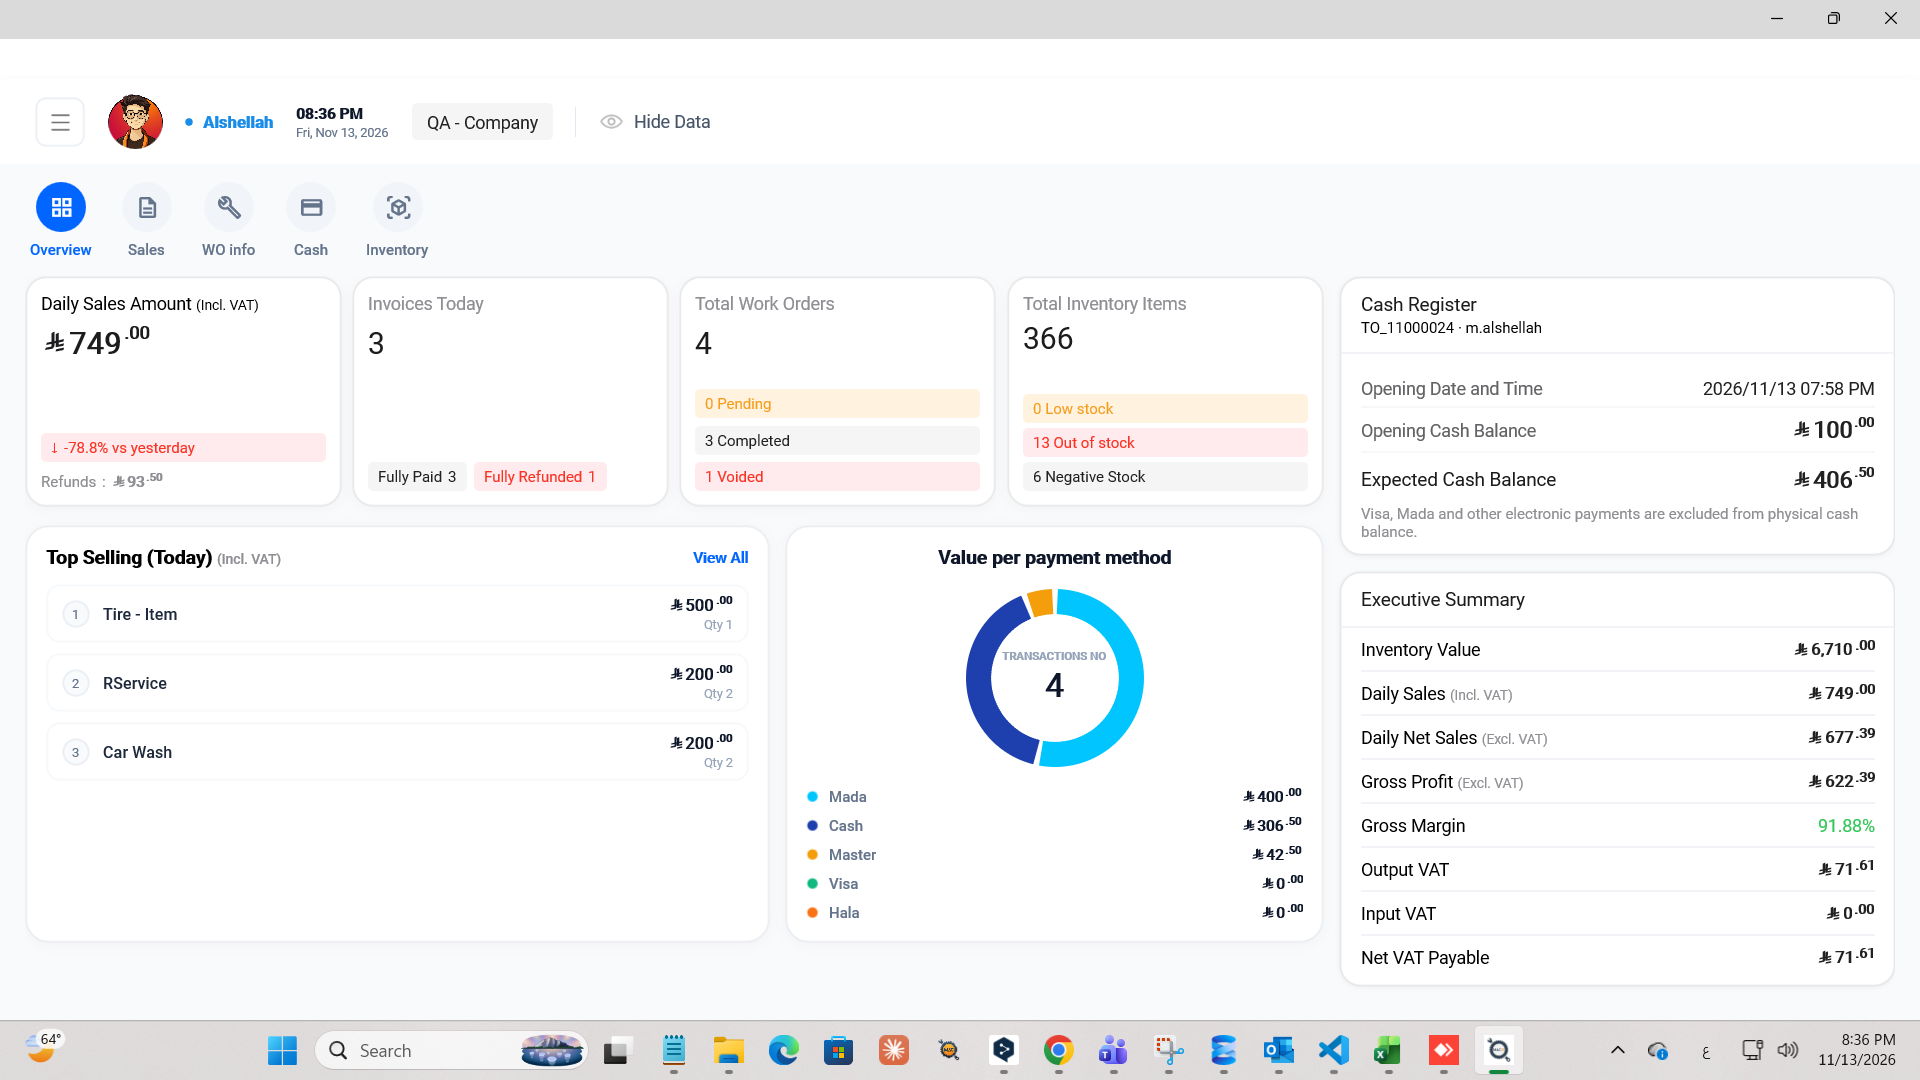 Alshellah
08:36 PM
Fri, Nov 13, 2026
QA - Company
Hide Data
Overview
Sales
WO info
Cash
Inventory
Daily Sales Amount (Incl. VAT)
749.00
↓ -78.8% vs yesterday
Refunds : 93.50
Invoices Today
3
Fully Paid 3
Fully Refunded 1
Total Work Orders
4
0 Pending
3 Completed
1 Voided
Total Inventory Items
366
0 Low stock
13 Out of stock
6 Negative Stock
Cash Register
TO_11000024 · m.alshellah
Opening Date and Time 2026/11/13 07:58 PM
Opening Cash Balance 100.00
Expected Cash Balance 406.50
Visa, Mada and other electronic payments are excluded from physical cash
balance.
Top Selling (Today) (Incl. VAT)
View All
1 Tire - Item 500.00
Qty 1
2 RService 200.00
Qty 2
3 Car Wash 200.00
Qty 2
Value per payment method
TRANSACTIONS NO
4
Mada 400.00
Cash 306.50
Master 42.50
Visa 0.00
Hala 0.00
Executive Summary
Inventory Value 6,710.00
Daily Sales (Incl. VAT) 749.00
Daily Net Sales (Excl. VAT) 677.39
Gross Profit (Excl. VAT) 622.39
Gross Margin 91.88%
Output VAT 71.61
Input VAT 0.00
Net VAT Payable 71.61
64°
Search
ع
8:36 PM
11/13/2026